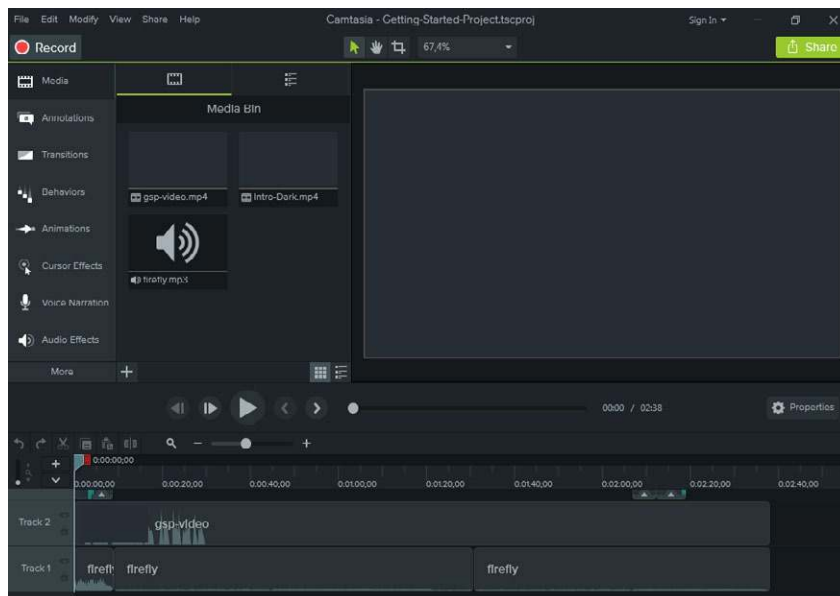 File Edit Modify View Share Help Camtasia - Getting-Started-Project.tscproj Sign In
Record 67,4% Share
Media
Annotations
Transitions
Behaviors
Animations
Cursor Effects
Voice Narration
Audio Effects
More
Media Bin
gsp-video.mp4 Intro-Dark.mp4
firefly.mp3
00:00 / 02:38 Properties
0:00:00;00
0:00:00;00 0:00:20;00 0:00:40;00 0:01:00;00 0:01:20;00 0:01:40;00 0:02:00;00 0:02:20;00 0:02:40;00
Track 2 gsp-video
Track 1 firefly firefly firefly